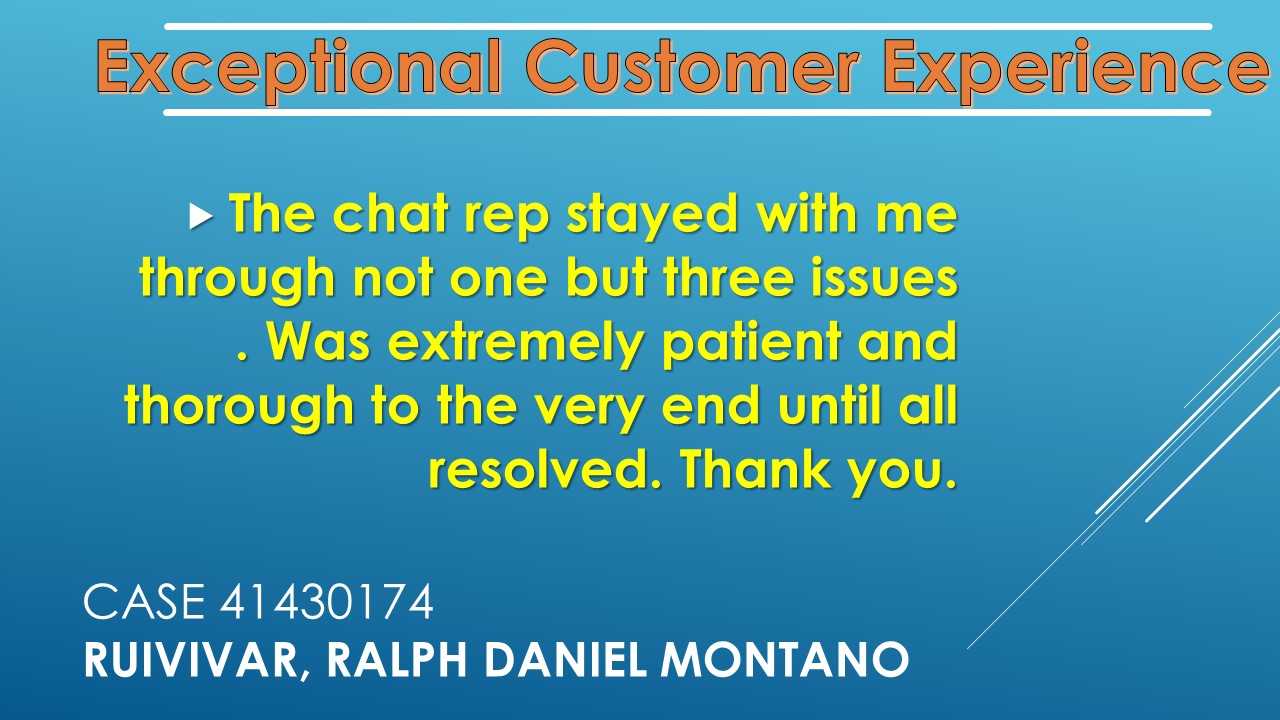 Exceptional Customer Experience
The chat rep stayed with me
through not one but three issues
. Was extremely patient and
thorough to the very end until all
resolved. Thank you.
CASE 41430174
RUIVIVAR, RALPH DANIEL MONTANO